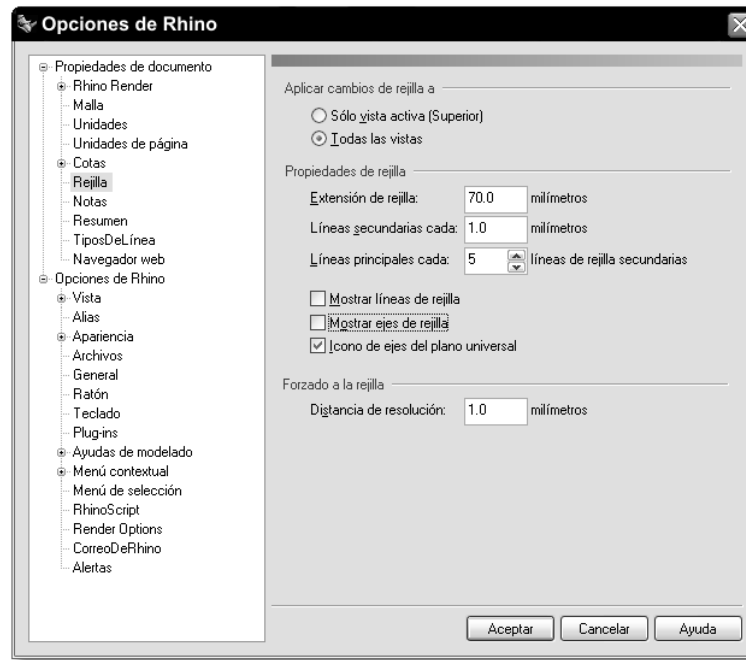 Opciones de Rhino
Propiedades de documento
Rhino Render
Malla
Unidades
Unidades de página
Cotas
Rejilla
Notas
Resumen
TiposDeLínea
Navegador web
Opciones de Rhino
Vista
Alias
Apariencia
Archivos
General
Ratón
Teclado
Plug-ins
Ayudas de modelado
Menú contextual
Menú de selección
RhinoScript
Render Options
CorreoDeRhino
Alertas
Aplicar cambios de rejilla a
Sólo vista activa (Superior)
Todas las vistas
Propiedades de rejilla
Extensión de rejilla: 70.0 milímetros
Líneas secundarias cada: 1.0 milímetros
Líneas principales cada: 5 líneas de rejilla secundarias
Mostrar líneas de rejilla
Mostrar ejes de rejilla
Icono de ejes del plano universal
Forzado a la rejilla
Distancia de resolución: 1.0 milímetros
Aceptar Cancelar Ayuda